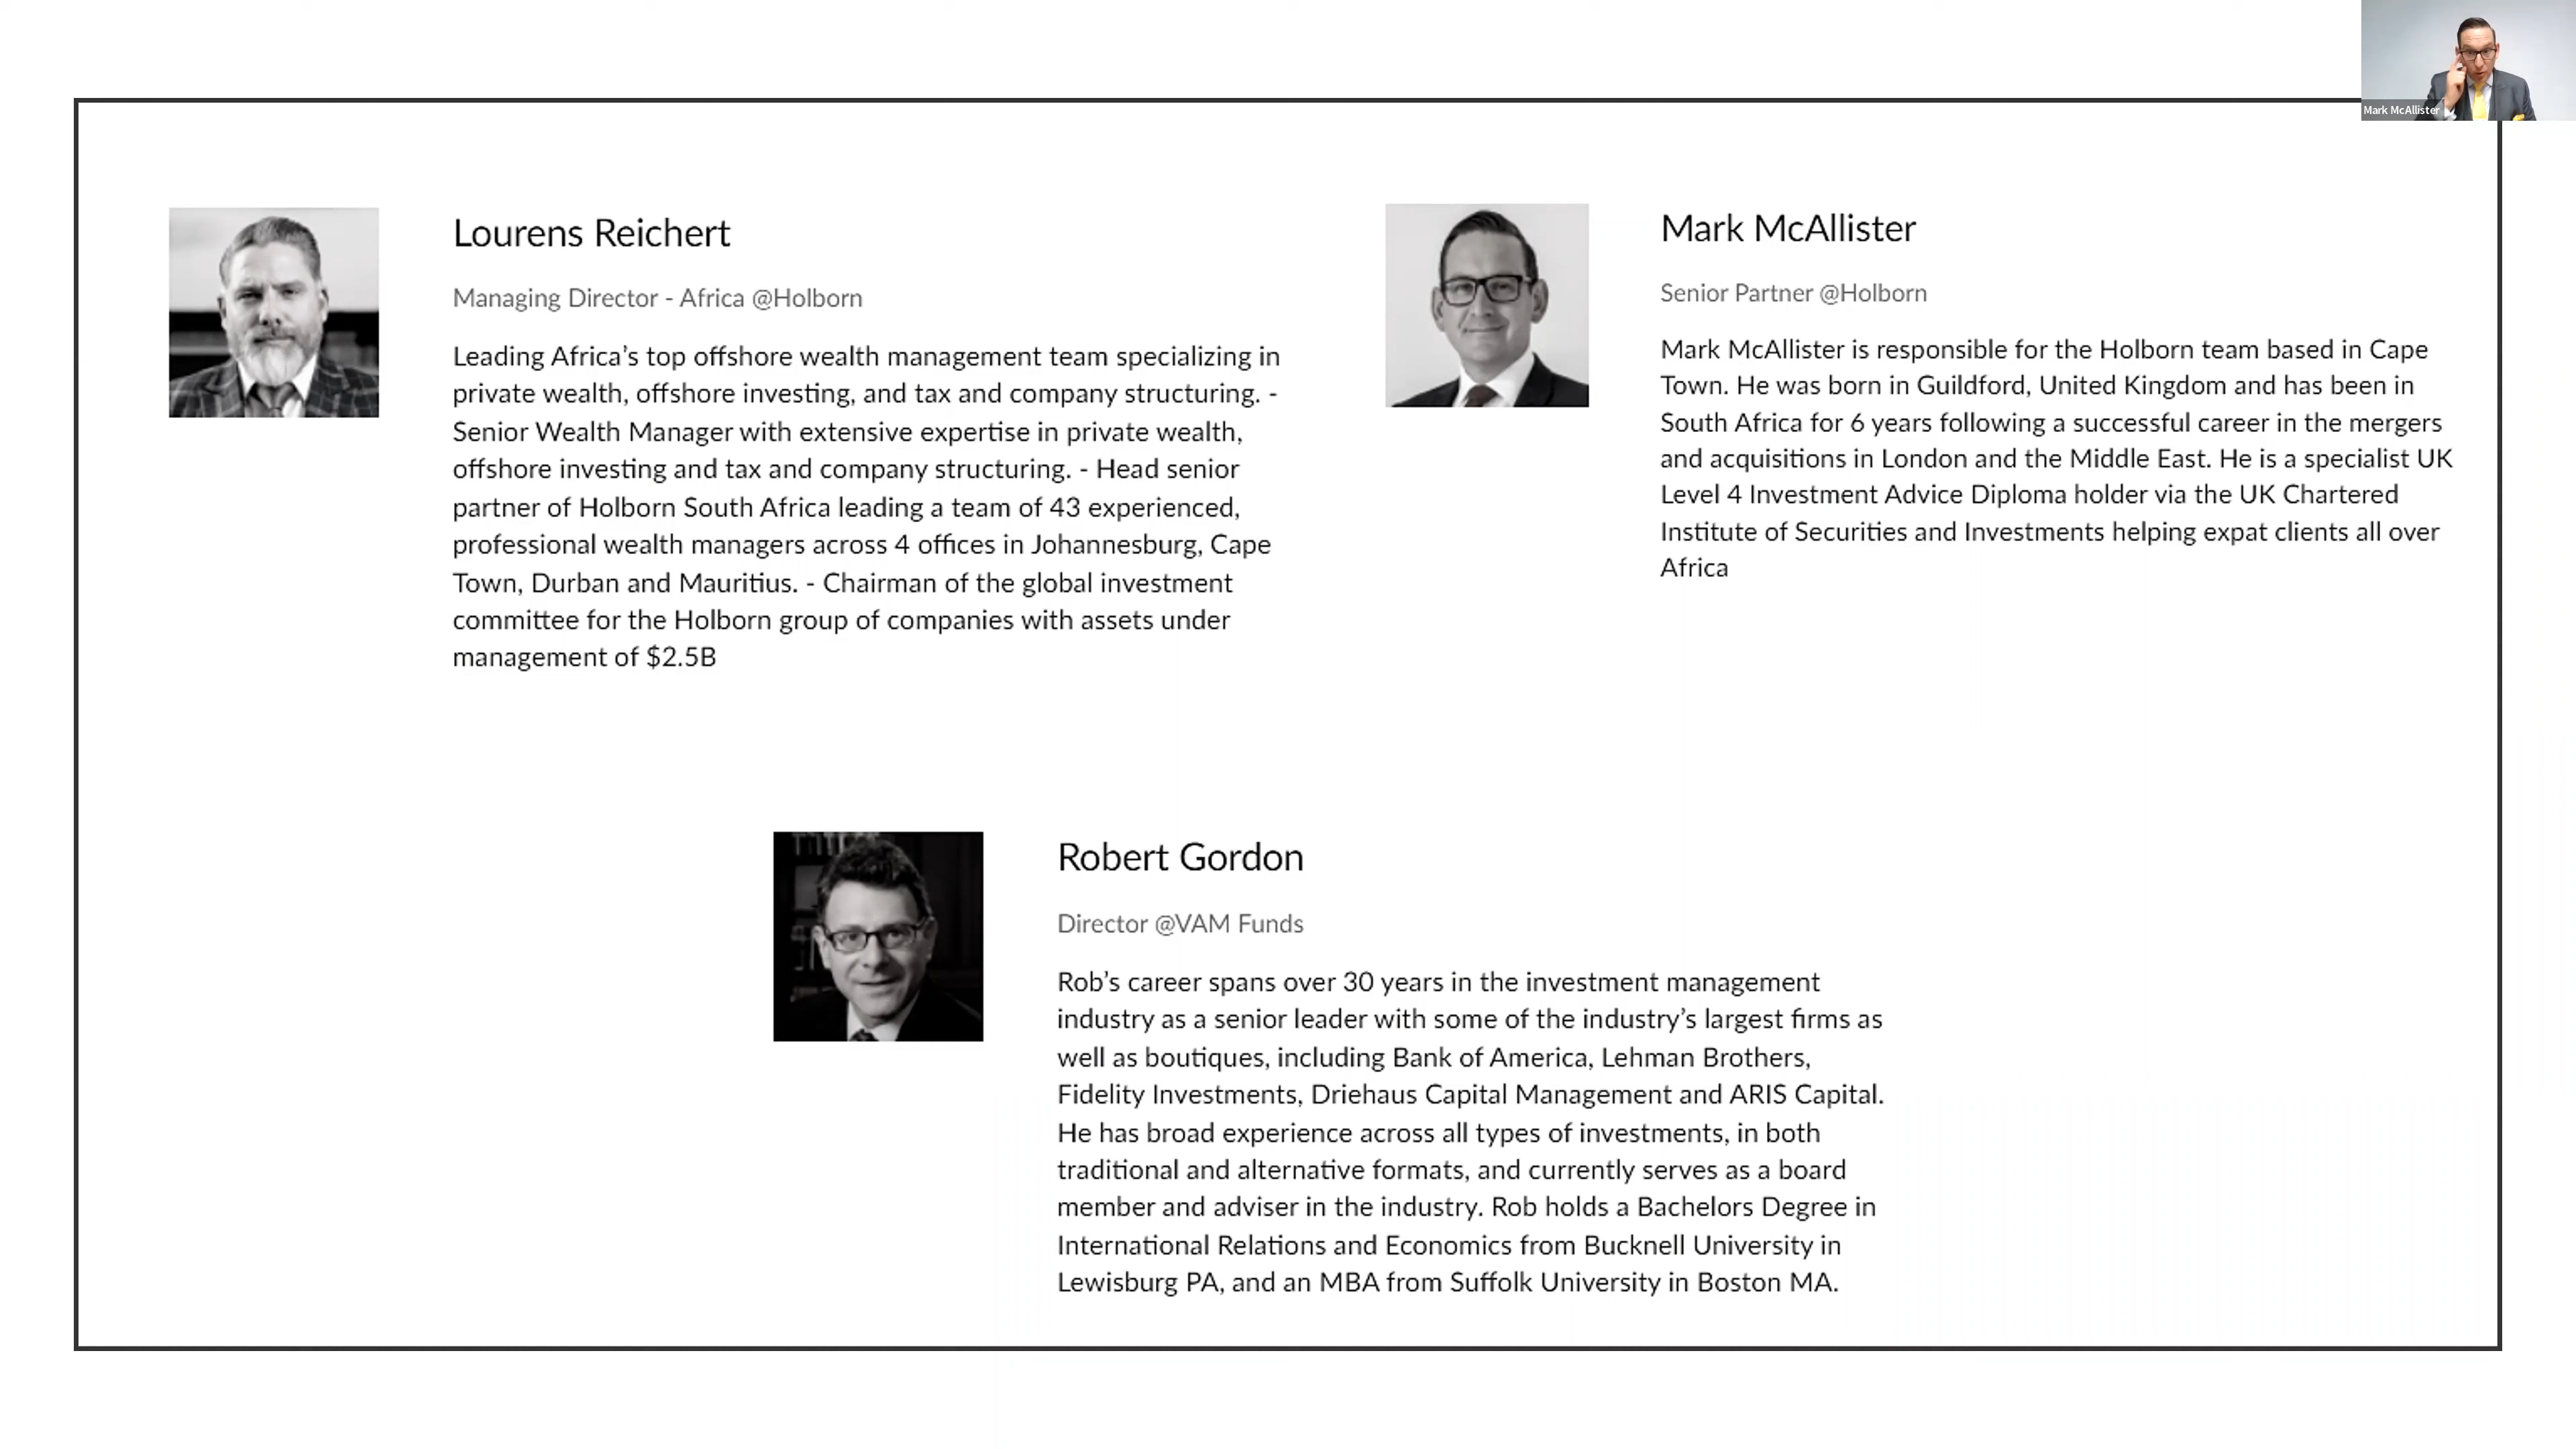 Mark McAllister
Lourens Reichert
Managing Director - Africa @Holborn
Leading Africa’s top offshore wealth management team specializing in
private wealth, offshore investing, and tax and company structuring. -
Senior Wealth Manager with extensive expertise in private wealth,
offshore investing and tax and company structuring. - Head senior
partner of Holborn South Africa leading a team of 43 experienced,
professional wealth managers across 4 offices in Johannesburg, Cape
Town, Durban and Mauritius. - Chairman of the global investment
committee for the Holborn group of companies with assets under
management of $2.5B
Mark McAllister
Senior Partner @Holborn
Mark McAllister is responsible for the Holborn team based in Cape
Town. He was born in Guildford, United Kingdom and has been in
South Africa for 6 years following a successful career in the mergers
and acquisitions in London and the Middle East. He is a specialist UK
Level 4 Investment Advice Diploma holder via the UK Chartered
Institute of Securities and Investments helping expat clients all over
Africa
Robert Gordon
Director @VAM Funds
Rob’s career spans over 30 years in the investment management
industry as a senior leader with some of the industry’s largest firms as
well as boutiques, including Bank of America, Lehman Brothers,
Fidelity Investments, Driehaus Capital Management and ARIS Capital.
He has broad experience across all types of investments, in both
traditional and alternative formats, and currently serves as a board
member and adviser in the industry. Rob holds a Bachelors Degree in
International Relations and Economics from Bucknell University in
Lewisburg PA, and an MBA from Suffolk University in Boston MA.